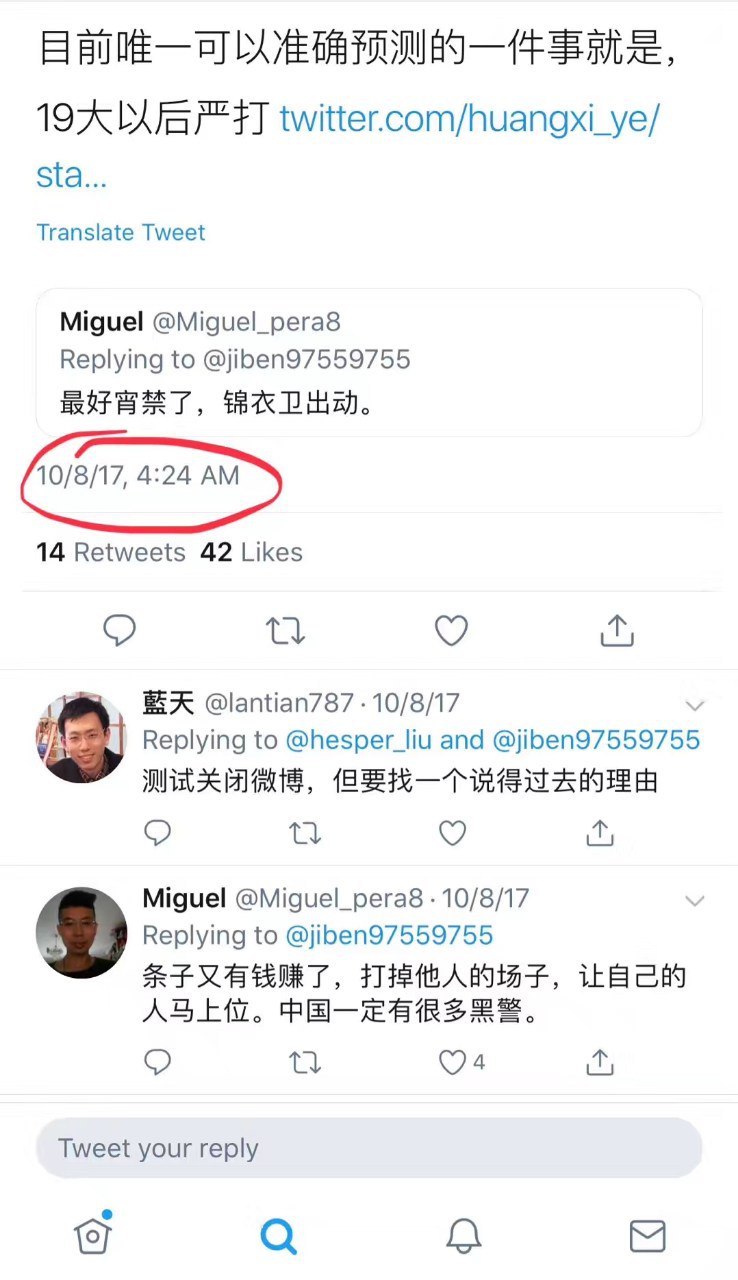 目前唯一可以准确预测的一件事就是，
19大以后严打 twitter.com/huangxi_ye/
sta...
Translate Tweet
Miguel @Miguel_pera8
Replying to @jiben97559755
最好宵禁了，锦衣卫出动。
10/8/17, 4:24 AM
14 Retweets 42 Likes
藍天 @lantian787 · 10/8/17
Replying to @hesper_liu and @jiben97559755
测试关闭微博，但要找一个说得过去的理由
Miguel @Miguel_pera8 · 10/8/17
Replying to @jiben97559755
条子又有钱赚了，打掉他人的场子，让自己的
人马上位。中国一定有很多黑警。
4
Tweet your reply